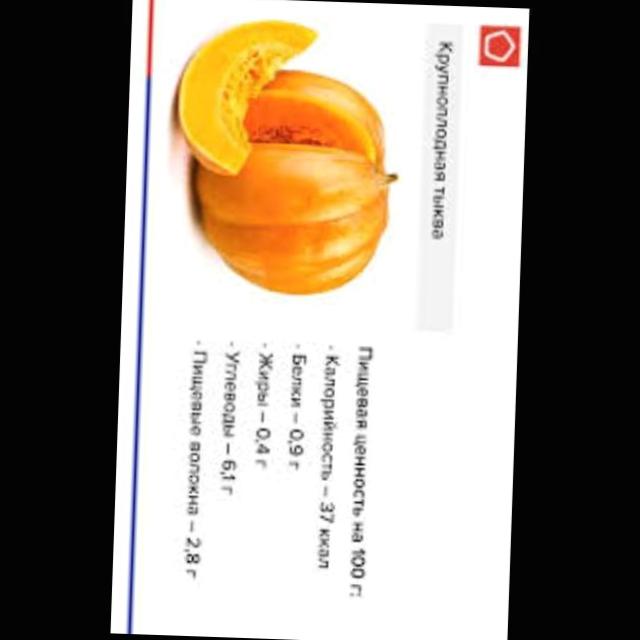 Крупноплодная тыква
Пищевая ценность на 100 г:
· Калорийность – 37 ккал
· Белки – 0,9 г
· Жиры – 0,4 г
· Углеводы – 6,1 г
· Пищевые волокна – 2,8 г